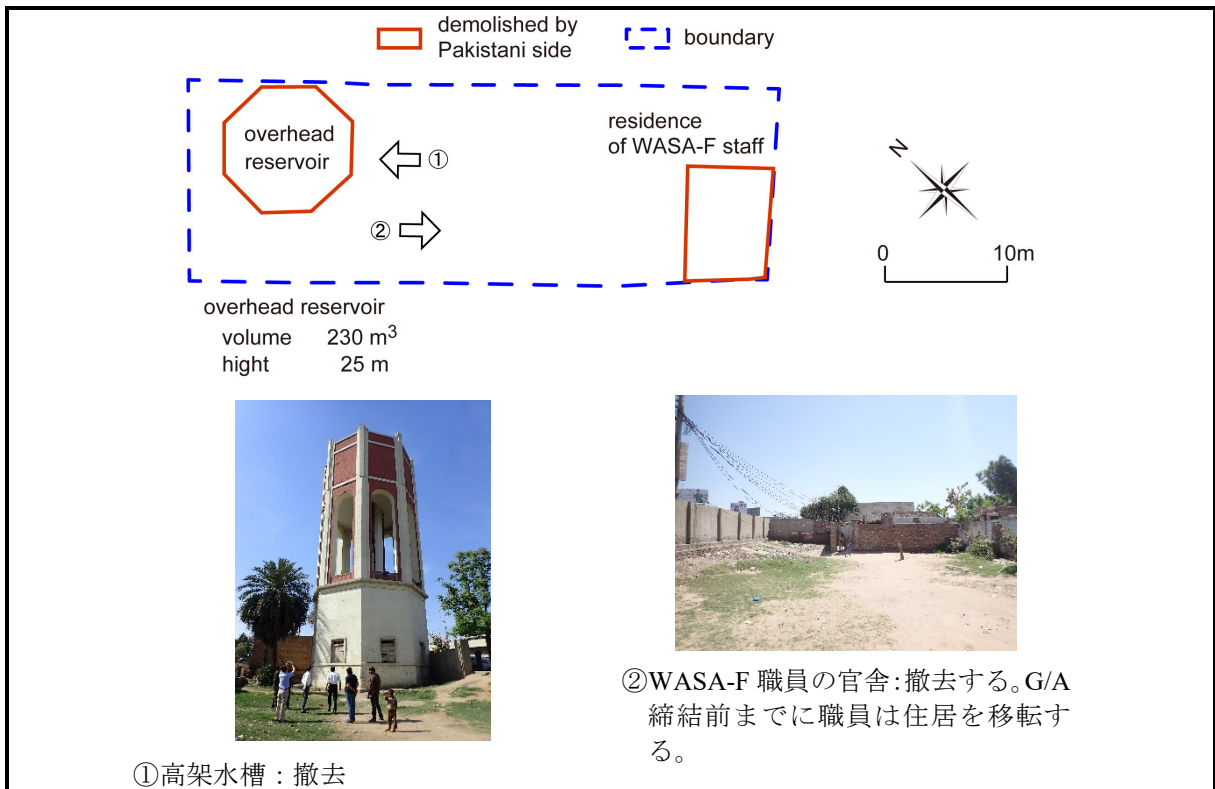 demolished by
Pakistani side
boundary
overhead
reservoir
①
②
residence
of WASA-F staff
N
0 10m
overhead reservoir
volume 230 m³
hight 25 m
①高架水槽：撤去
②WASA-F 職員の官舎：撤去する。G/A
締結前までに職員は住居を移転す
る。